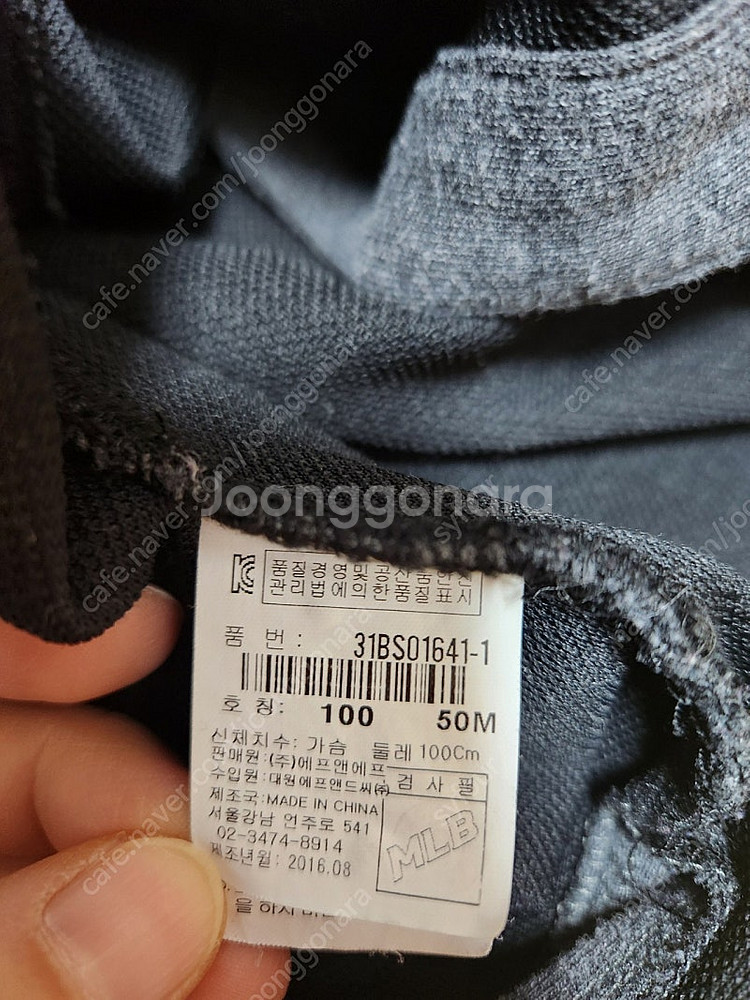 Joonggonara
cafe.naver.com/joonggonara
품질경영및공산품안전
관리법에의한품질표시
품 번 : 31BS01641-1
호 칭: 100 50M
신체치수: 가슴 둘레 100Cm
판매원 : (주)에프앤에프
수입원 : 대원에프앤드씨㈜
검 사 필
제조국:MADE IN CHINA
서울강남 언주로 541
02-3474-8914
제조년월: 2016.08
MLB